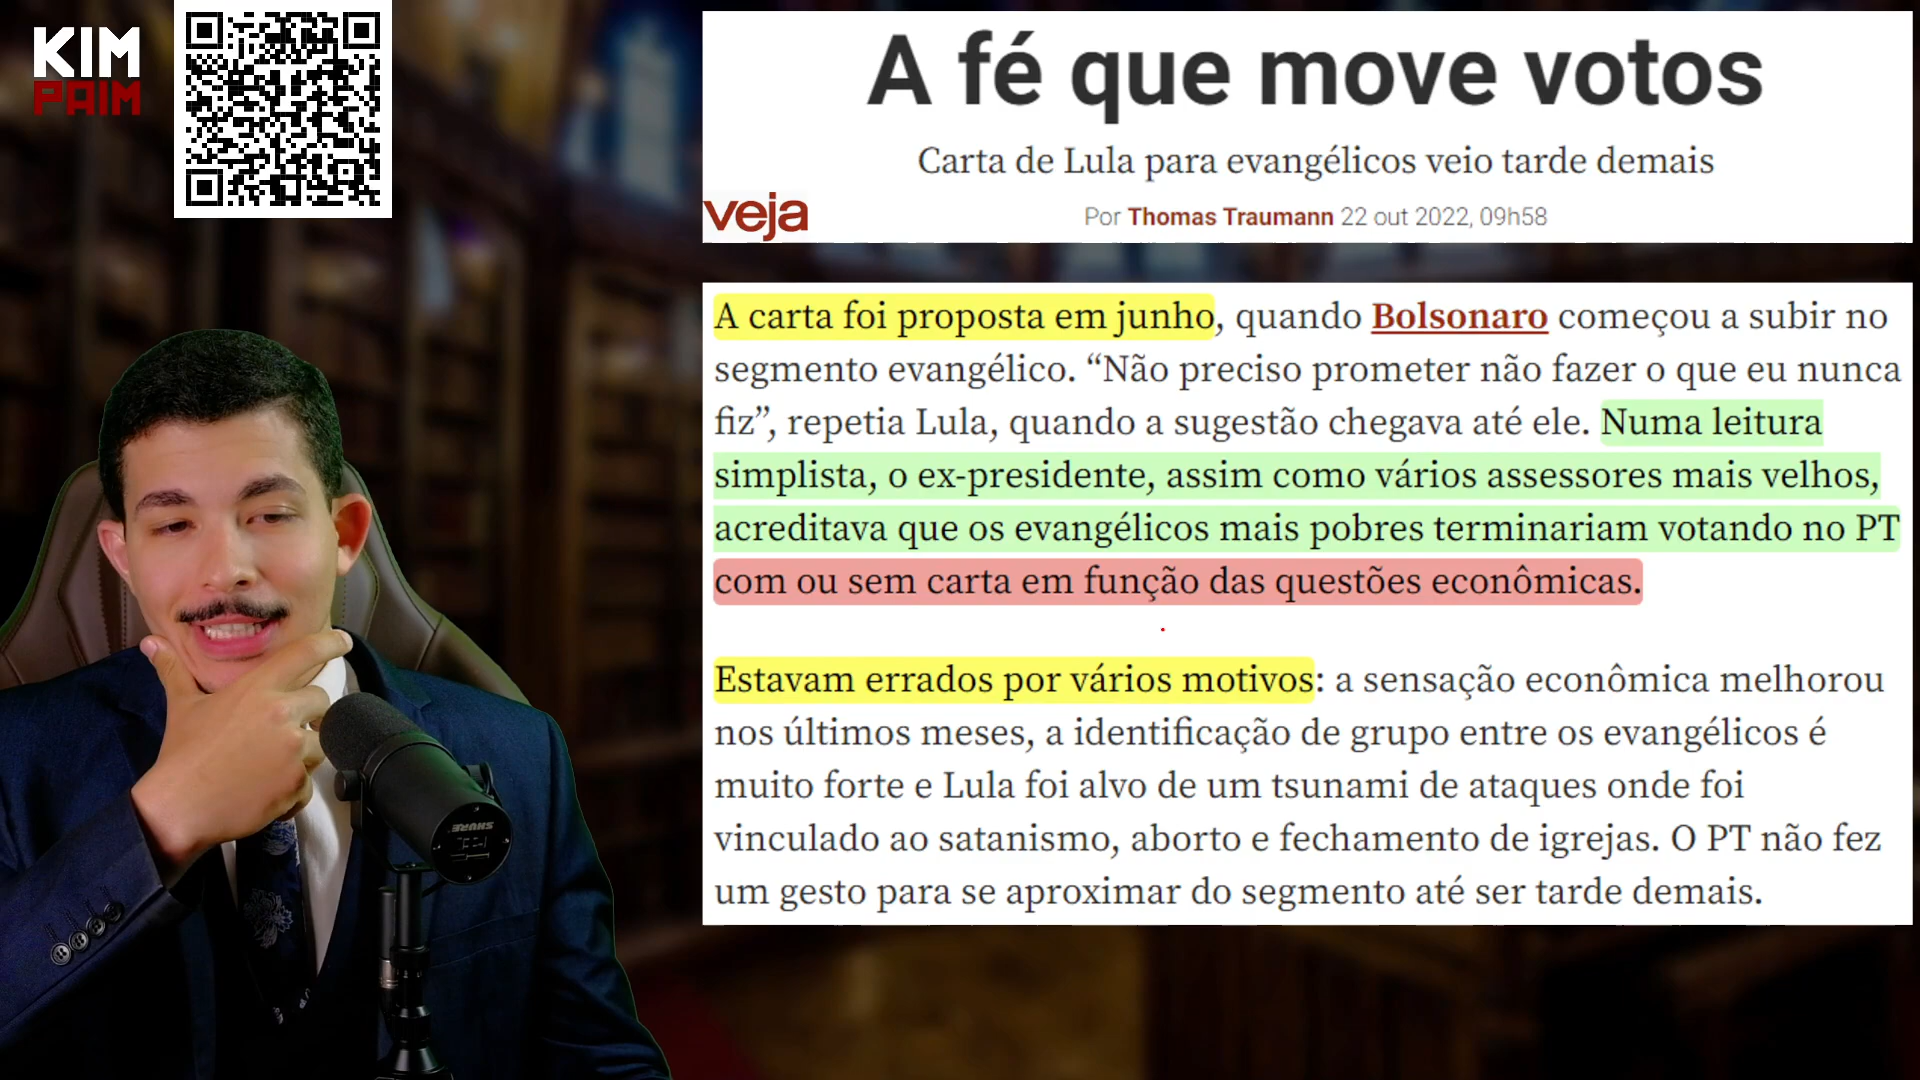 KIM
PAIM
A fé que move votos
Carta de Lula para evangélicos veio tarde demais
veja
Por Thomas Traumann 22 out 2022, 09h58
A carta foi proposta em junho, quando Bolsonaro começou a subir no
segmento evangélico. “Não preciso prometer não fazer o que eu nunca
fiz”, repetia Lula, quando a sugestão chegava até ele. Numa leitura
simplista, o ex-presidente, assim como vários assessores mais velhos,
acreditava que os evangélicos mais pobres terminariam votando no PT
com ou sem carta em função das questões econômicas.
Estavam errados por vários motivos: a sensação econômica melhorou
nos últimos meses, a identificação de grupo entre os evangélicos é
muito forte e Lula foi alvo de um tsunami de ataques onde foi
vinculado ao satanismo, aborto e fechamento de igrejas. O PT não fez
um gesto para se aproximar do segmento até ser tarde demais.
SHURE